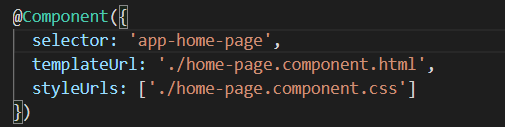 @Component({
  selector: 'app-home-page',
  templateUrl: './home-page.component.html',
  styleUrls: ['./home-page.component.css']
})